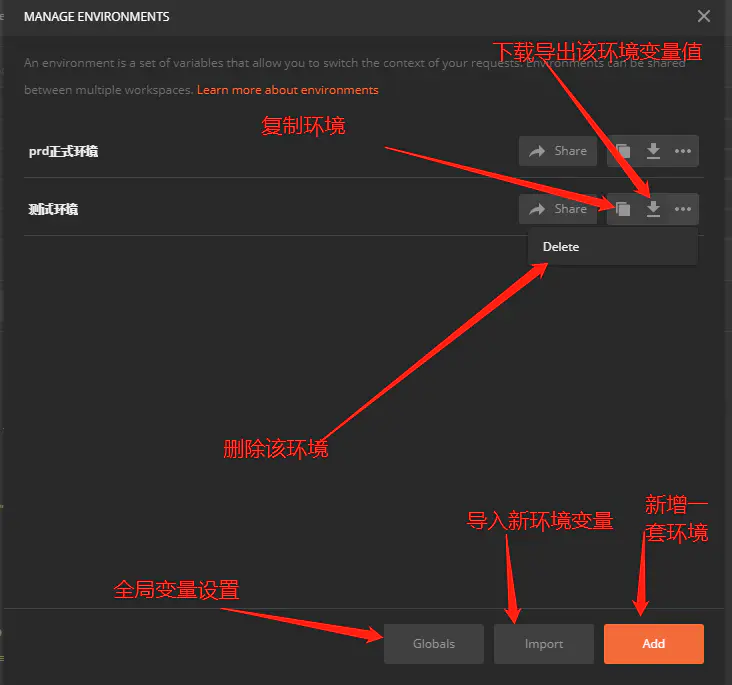 MANAGE ENVIRONMENTS
下载导出该环境变量值
An environment is a set of variables that allow you to switch the context of your requests. Environments can be shared
between multiple workspaces. Learn more about environments
复制环境
prd正式环境
Share
测试环境
Share
Delete
删除该环境
新增一
套环境
导入新环境变量
全局变量设置
Globals
Import
Add